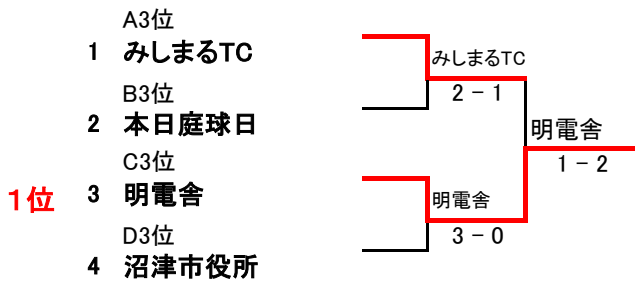 A3位
1 みしまるTC
みしまるTC
B3位
2 - 1
2 本日庭球日
明電舎
C3位
1 - 2
1位 3 明電舎
明電舎
D3位
3 - 0
4 沼津市役所